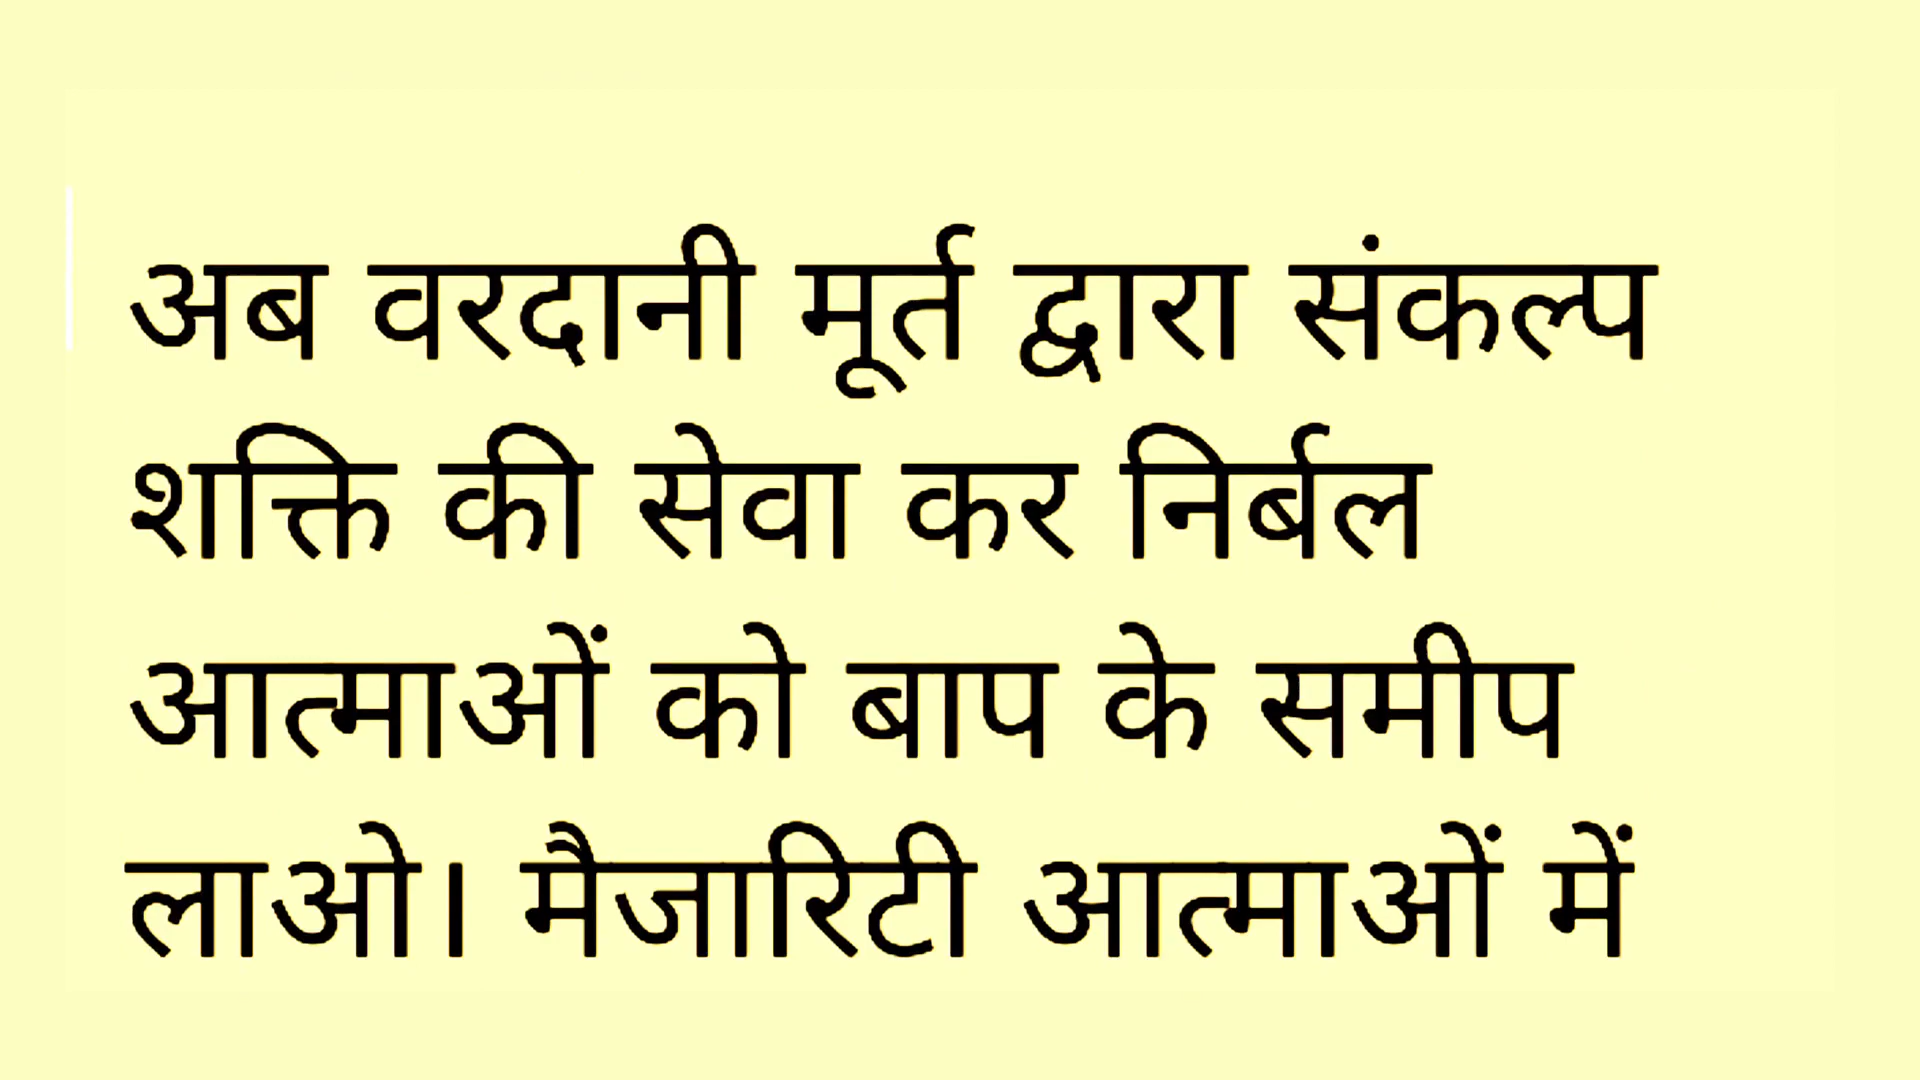 अब वरदानी मूर्त द्वारा संकल्प
शक्ति की सेवा कर निर्बल
आत्माओं को बाप के समीप
लाओ। मैजारिटी आत्माओं में